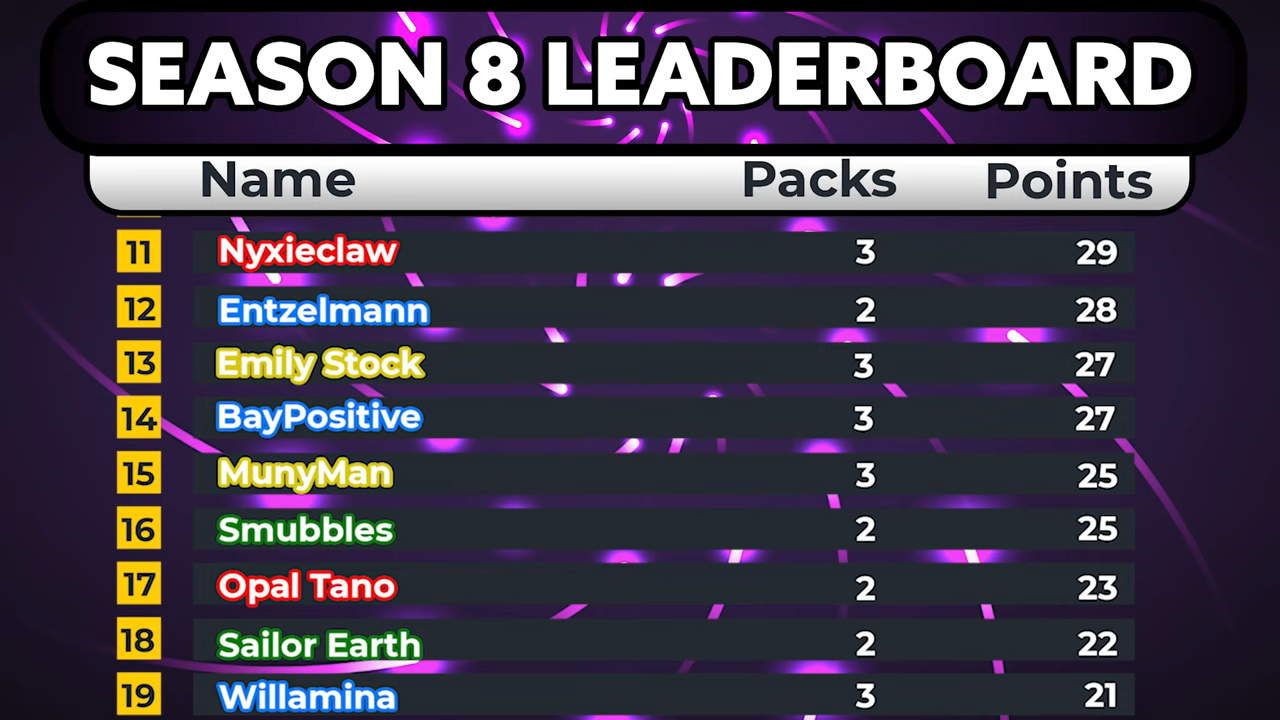 SEASON 8 LEADERBOARD
Name Packs Points
11 Nyxieclaw 3 29
12 Entzelmann 2 28
13 Emily Stock 3 27
14 BayPositive 3 27
15 MunyMan 3 25
16 Smubbles 2 25
17 Opal Tano 2 23
18 Sailor Earth 2 22
19 Willamina 3 21